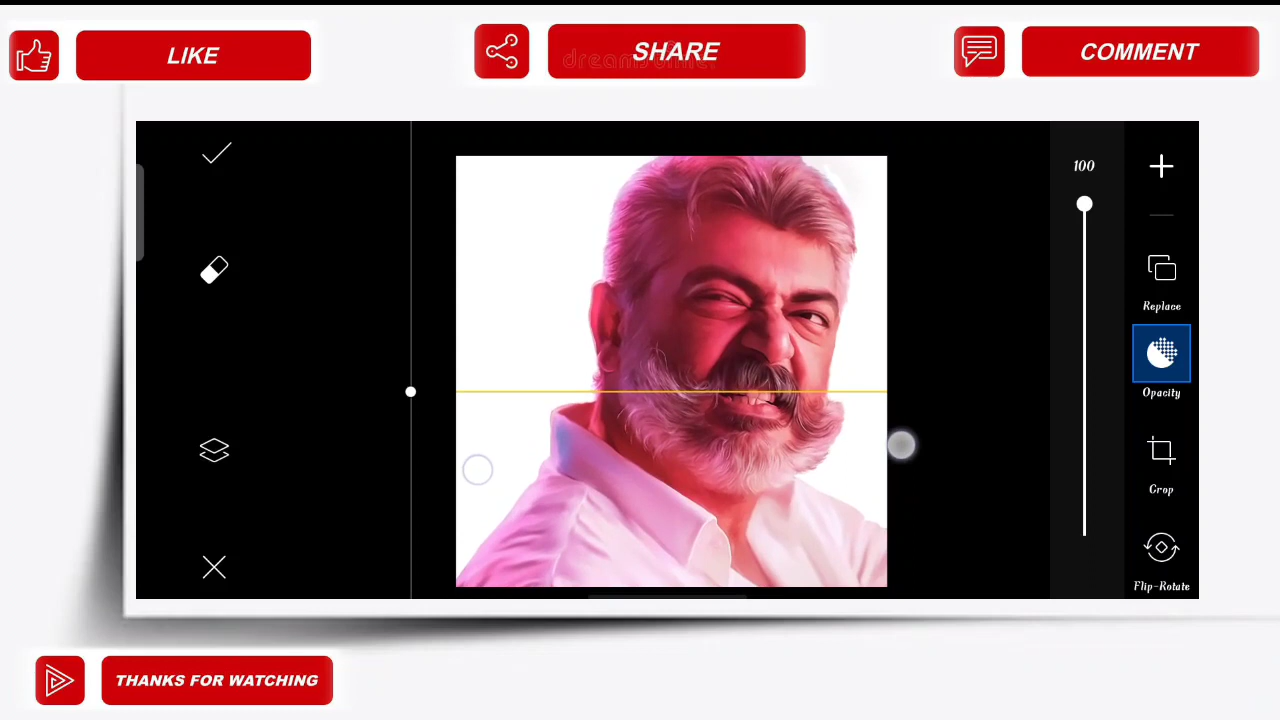 LIKE
SHARE
COMMENT
100
Replace
Opacity
Crop
Flip-Rotate
THANKS FOR WATCHING